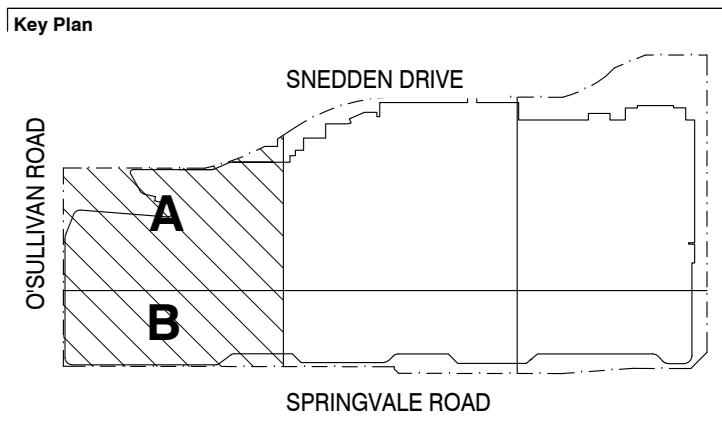 Key Plan
SNEDDEN DRIVE
O'SULLIVAN ROAD
A
B
SPRINGVALE ROAD